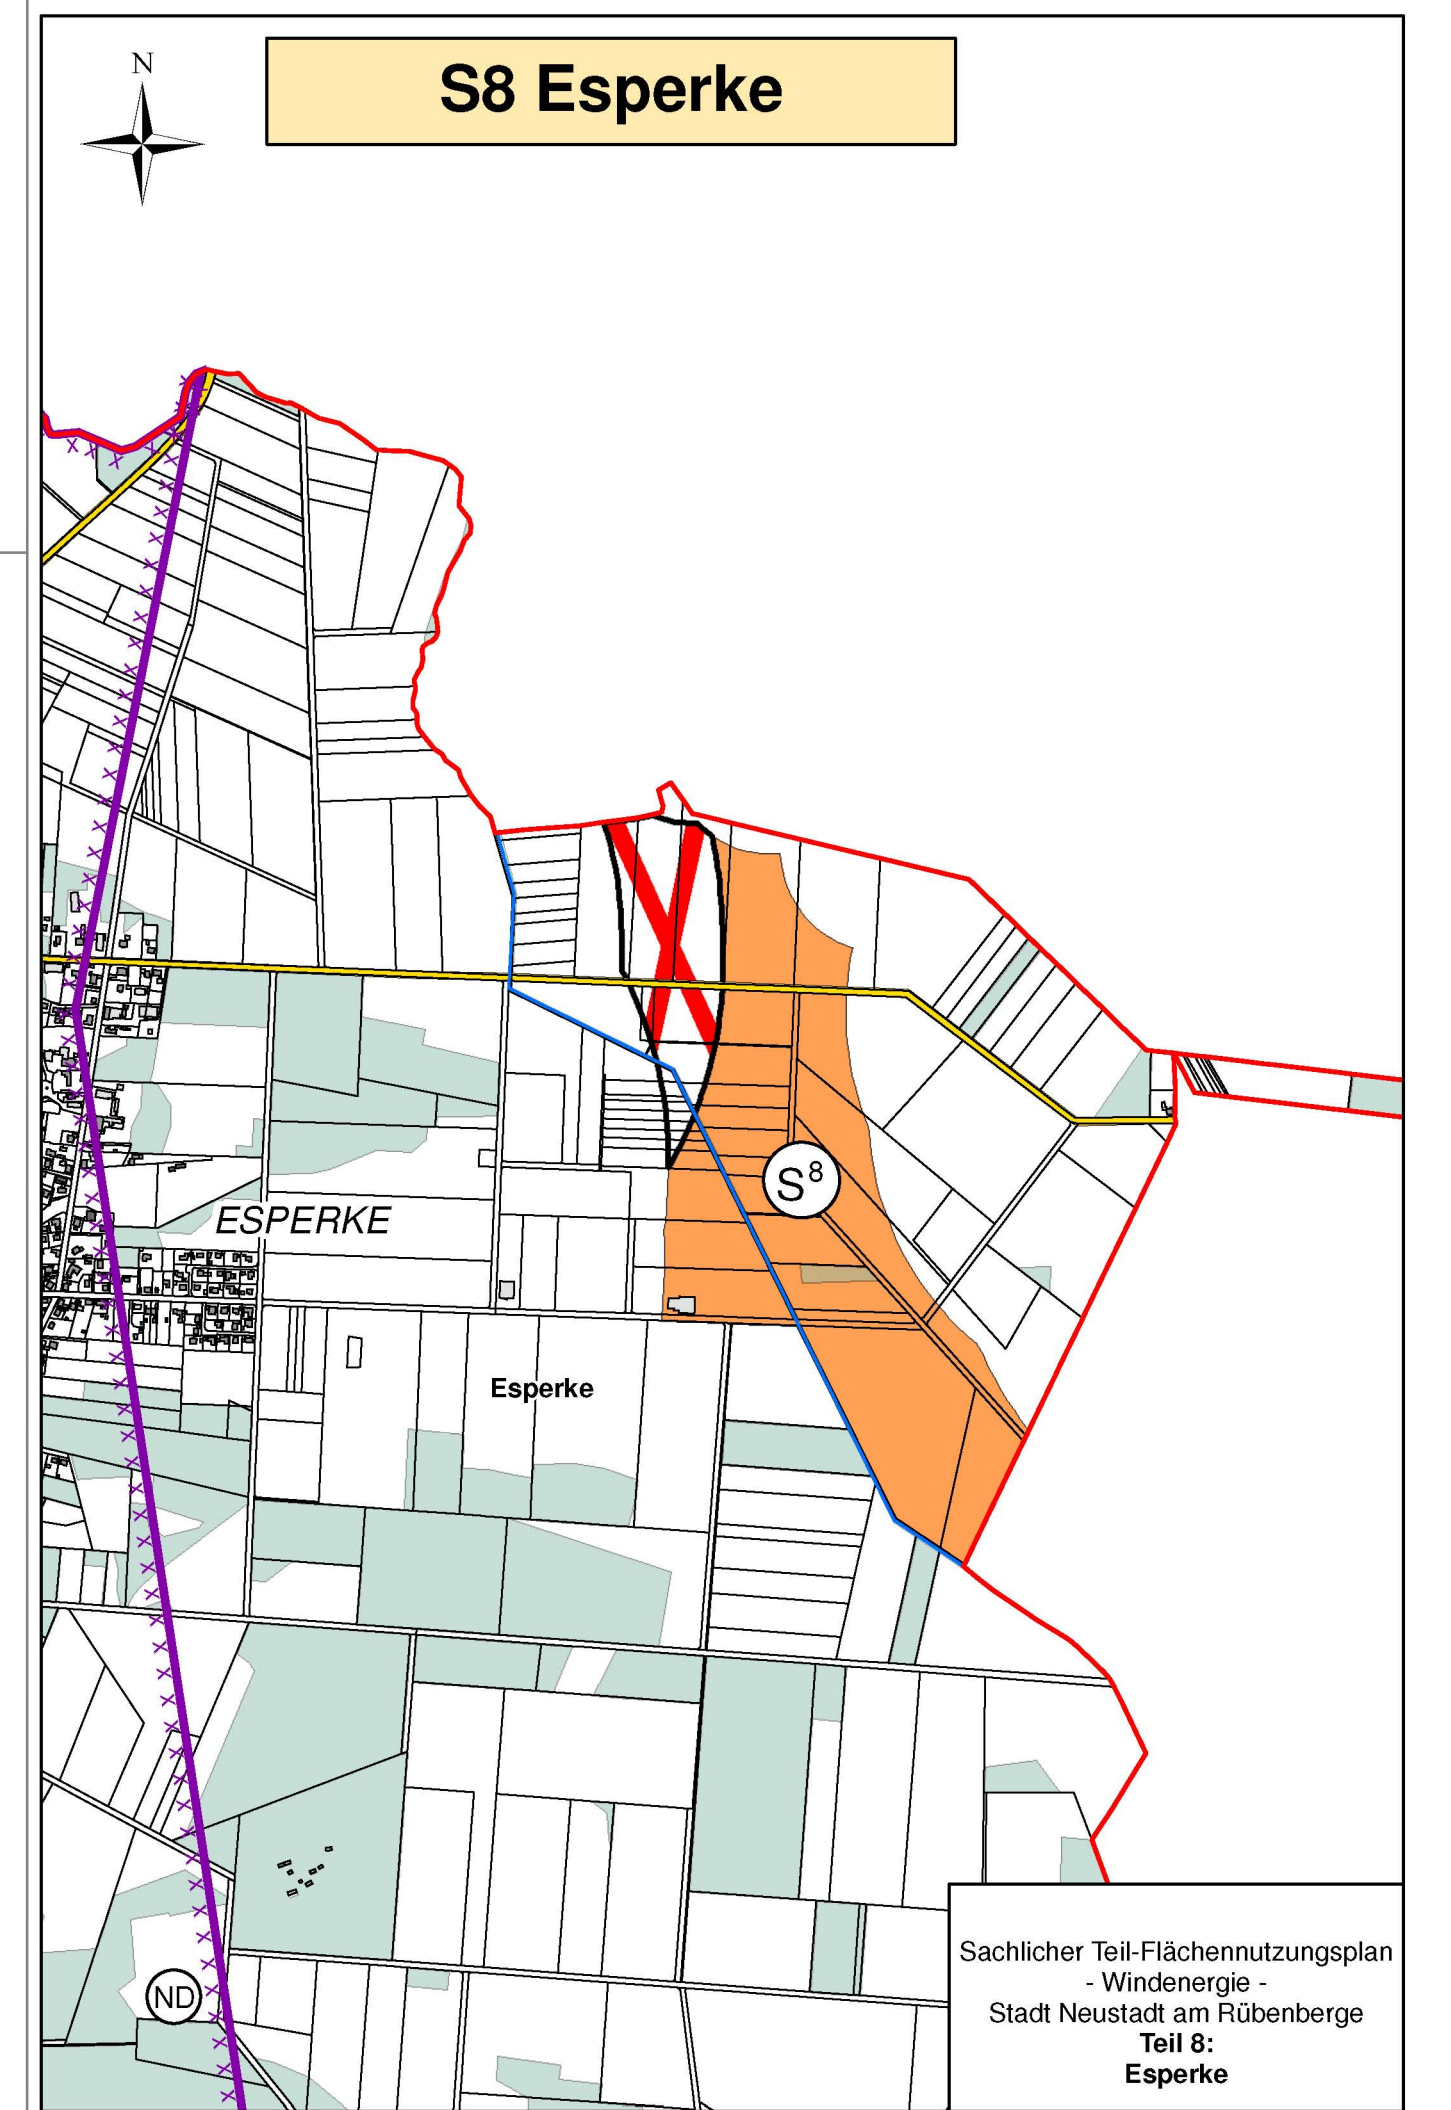 N
S8 Esperke
S8
ESPERKE
Esperke
ND
Sachlicher Teil-Flächennutzungsplan
- Windenergie -
Stadt Neustadt am Rübenberge
Teil 8:
Esperke